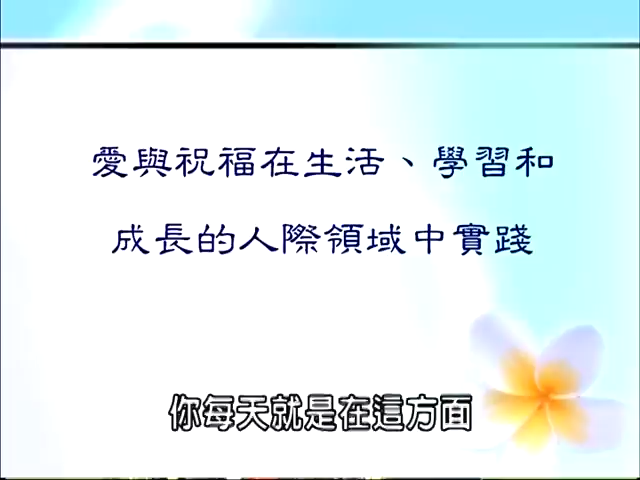 愛與祝福在生活、學習和
成長的人際領域中實踐
你每天就是在這方面